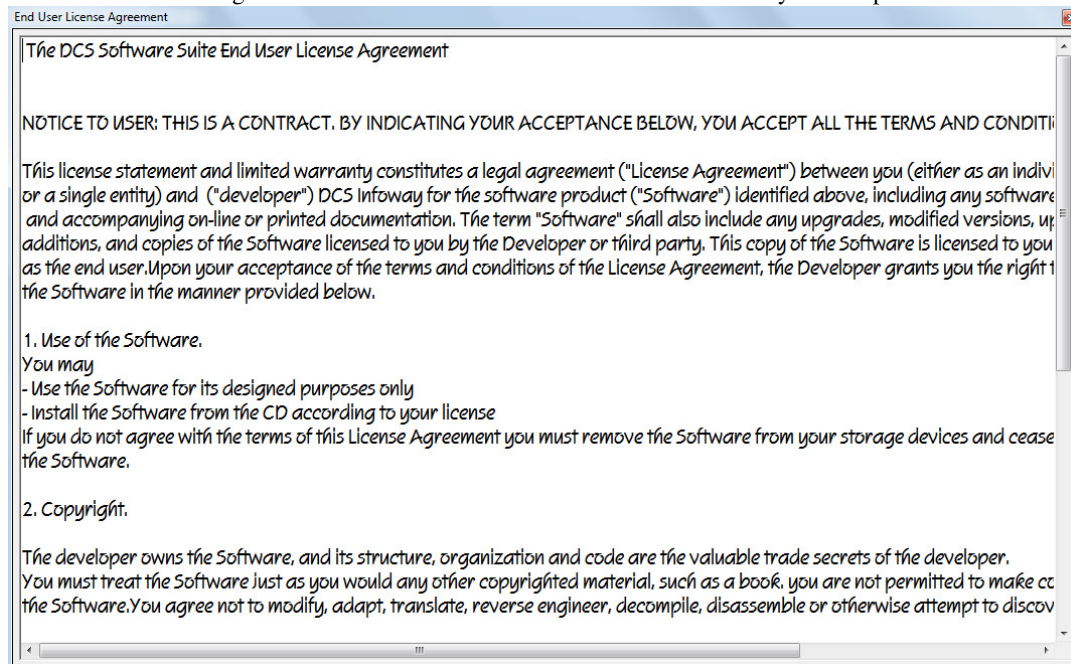 End User License Agreement
The DCS Software Suite End User License Agreement
NOTICE TO USER: THIS IS A CONTRACT. BY INDICATING YOUR ACCEPTANCE BELOW, YOU ACCEPT ALL THE TERMS AND
This license statement and limited warranty constitutes a legal agreement ("License Agreement") between you (either as an
or a single entity) and ("developer") DCS Infoway for the software product ("Software") identified above, including any software
and accompanying on-line or printed documentation. The term "Software" shall also include any upgrades, modified versions,
additions, and copies of the Software licensed to you by the Developer or third party. This copy of the Software is licensed to you
as the end user.Upon your acceptance of the terms and conditions of the License Agreement, the Developer grants you the right
the Software in the manner provided below.
1. Use of the Software.
You may
- Use the Software for its designed purposes only
- Install the Software from the CD according to your license
If you do not agree with the terms of this License Agreement you must remove the Software from your storage devices and cease
the Software.
2. Copyright.
The developer owns the Software, and its structure, organization and code are the valuable trade secrets of the developer.
You must treat the Software just as you would any other copyrighted material, such as a book. you are not permitted to make
the Software.You agree not to modify, adapt, translate, reverse engineer, decompile, disassemble or otherwise attempt to